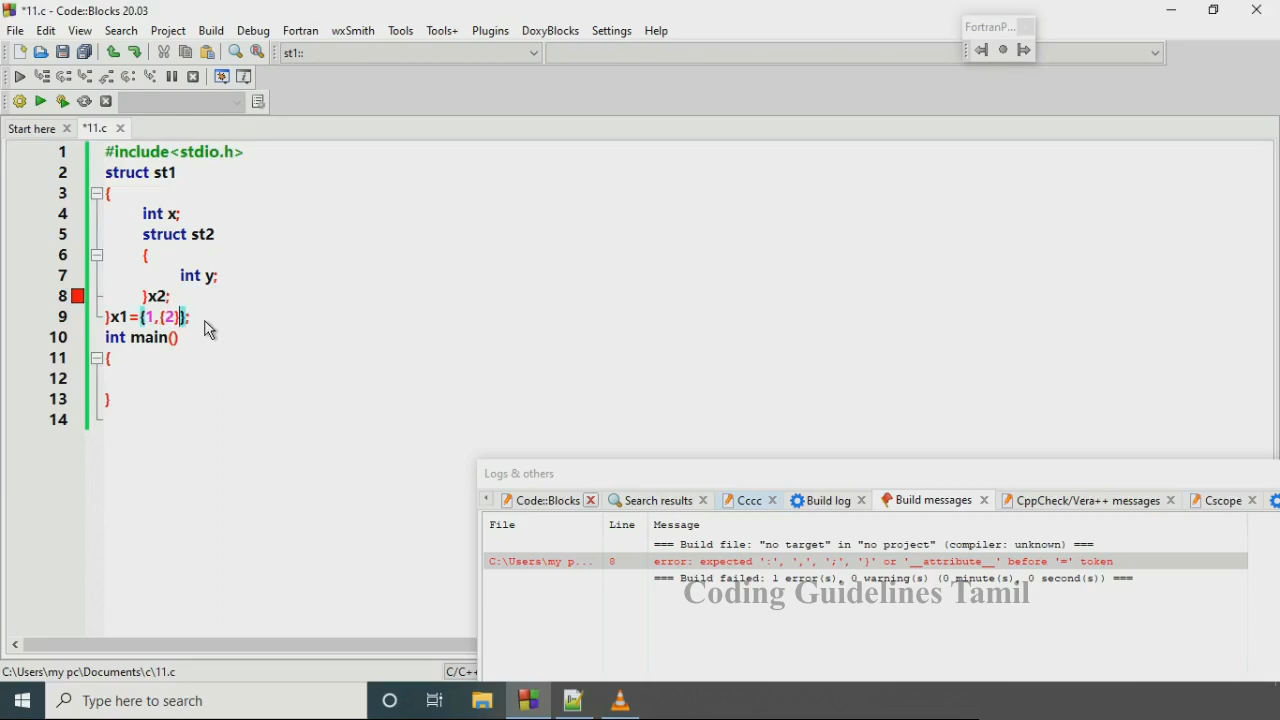 *11.c - Code::Blocks 20.03
File Edit View Search Project Build Debug Fortran wxSmith Tools Tools+ Plugins DoxyBlocks Settings Help
FortranP...
st1::
Start here *11.c
1 #include<stdio.h>
2 struct st1
3 {
4 int x;
5 struct st2
6 {
7 int y;
8 }x2;
9 }x1={1,{2}};
10 int main()
11 {
12
13 }
14
Logs & others
Code::Blocks Search results Cccc Build log Build messages CppCheck/Vera++ messages Cscope
File Line Message
=== Build file: "no target" in "no project" (compiler: unknown) ===
C:\Users\my p... 8 error: expected ':', ',', ';', '}' or '__attribute__' before '=' token
=== Build failed: 1 error(s), 0 warning(s) (0 minute(s), 0 second(s)) ===
Coding Guidelines Tamil
C:\Users\my pc\Documents\c\11.c C/C++
Type here to search